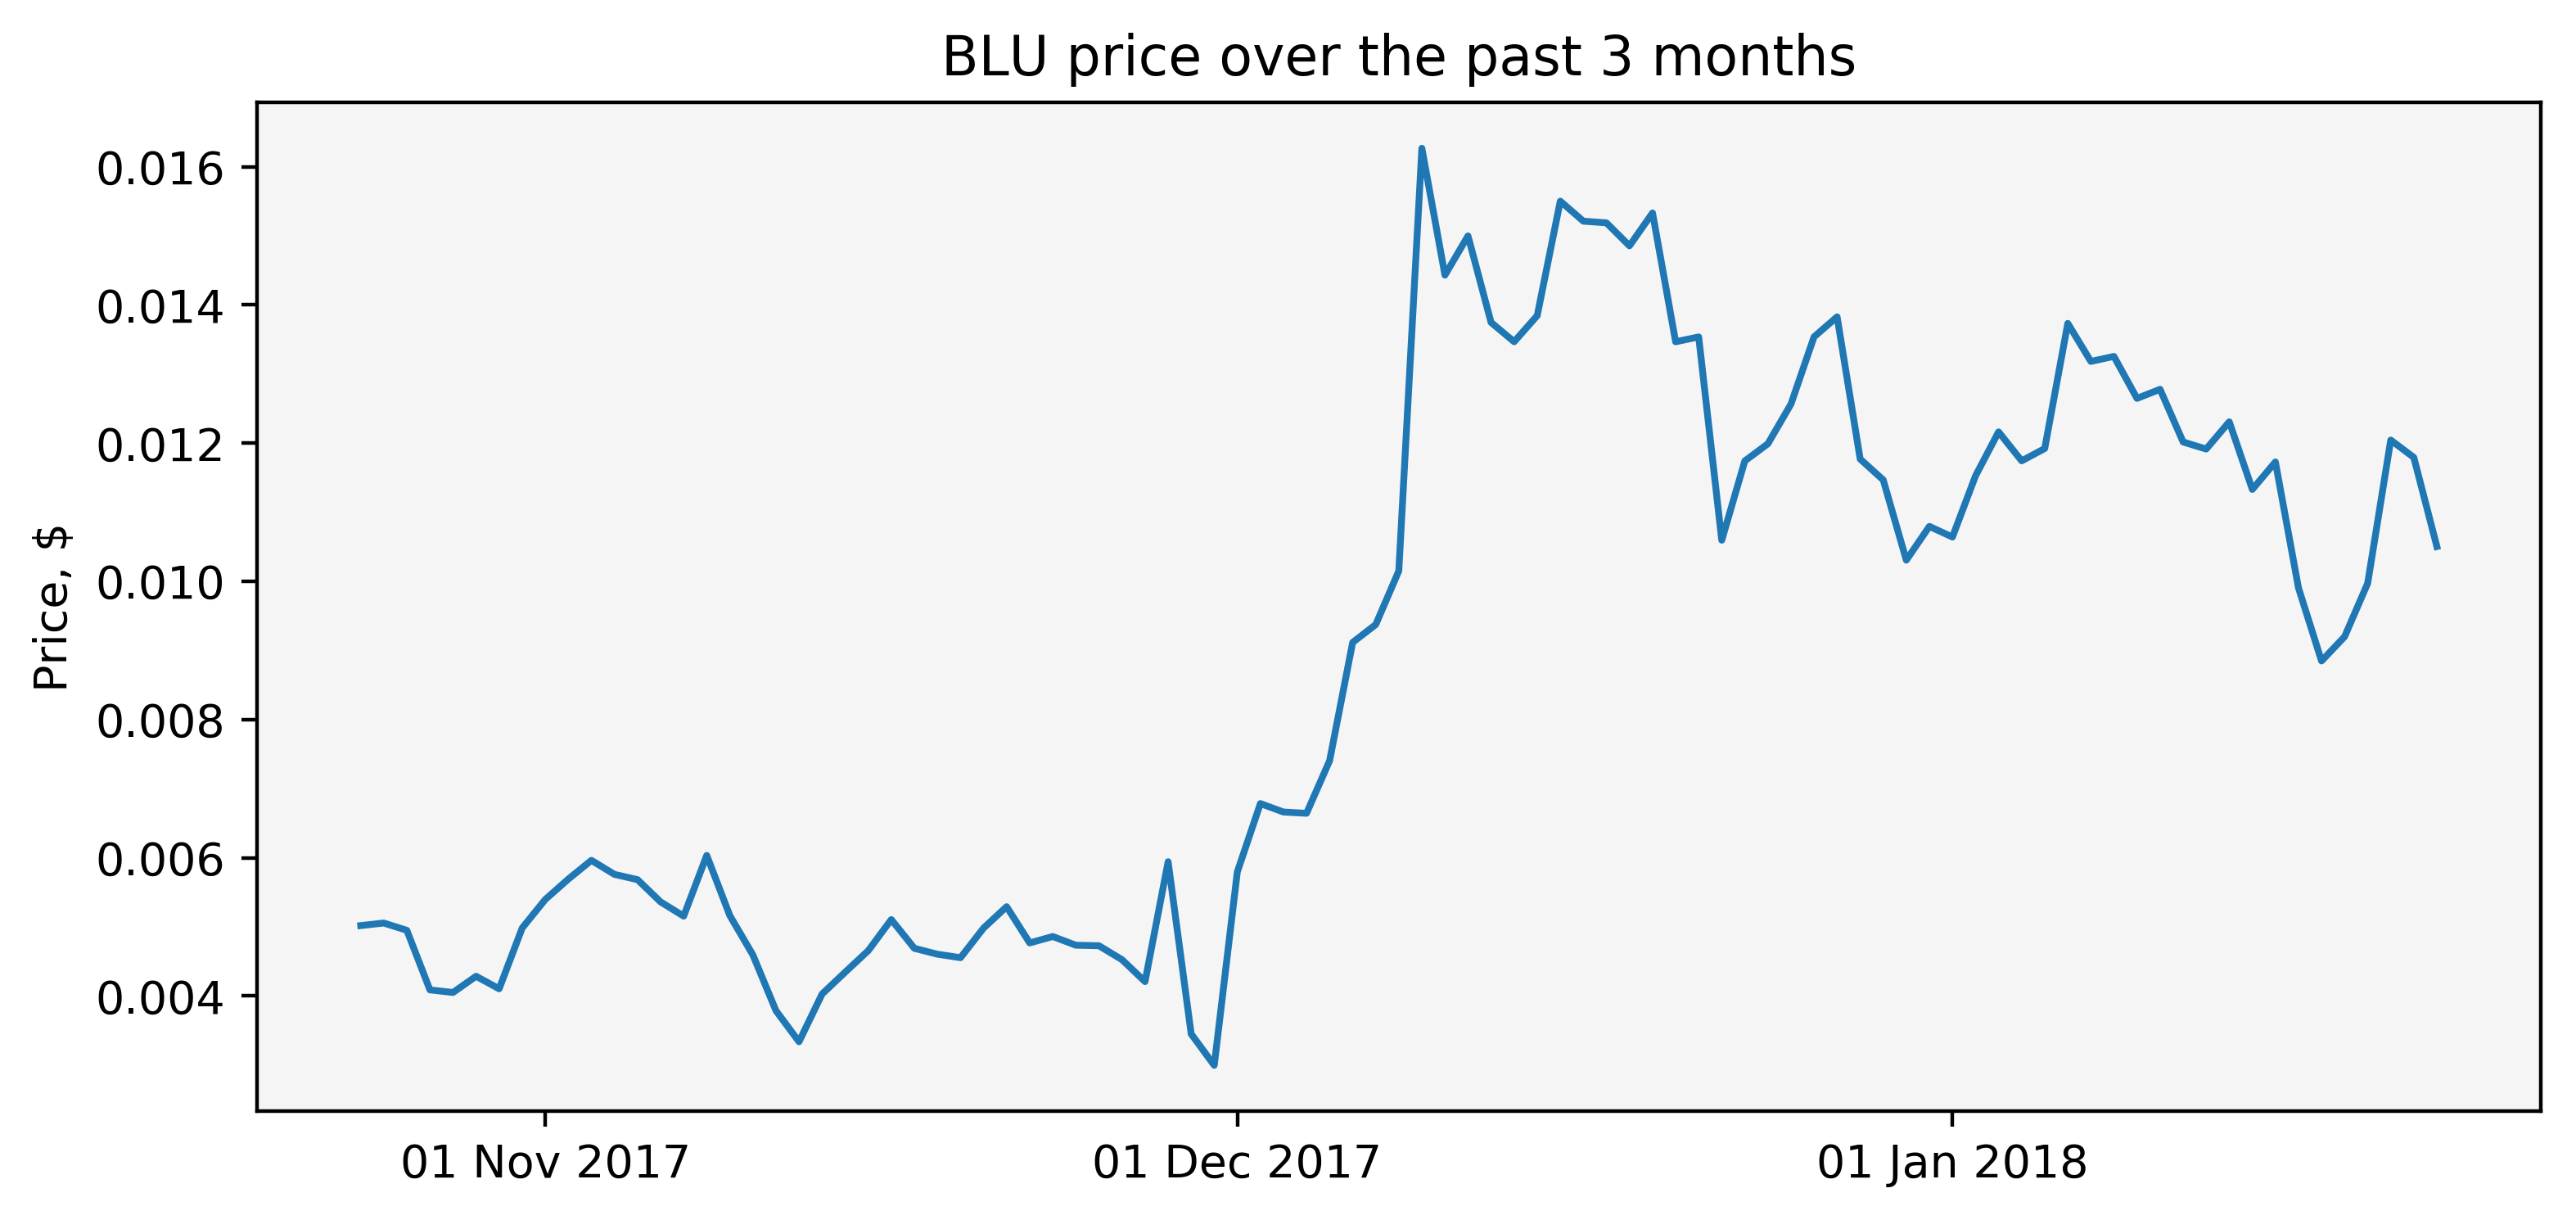 BLU price over the past 3 months
Price, $
0.016
0.014
0.012
0.010
0.008
0.006
0.004
01 Nov 2017
01 Dec 2017
01 Jan 2018